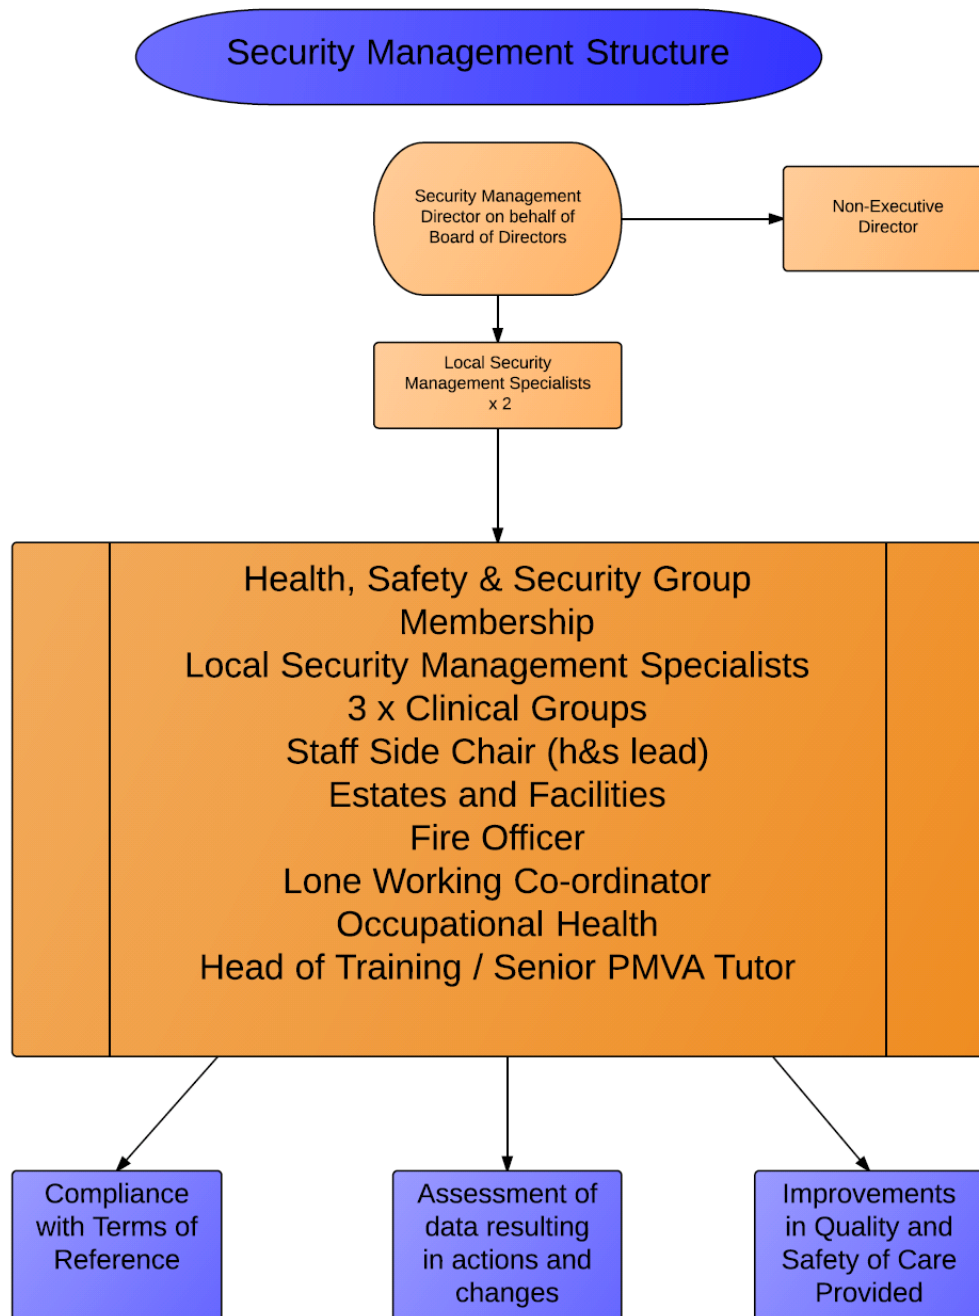 Security Management Structure
Security Management
Director on behalf of
Board of Directors
Non-Executive
Director
Local Security
Management Specialists
x 2
Health, Safety & Security Group
Membership
Local Security Management Specialists
3 x Clinical Groups
Staff Side Chair (h&s lead)
Estates and Facilities
Fire Officer
Lone Working Co-ordinator
Occupational Health
Head of Training / Senior PMVA Tutor
Compliance
with Terms of
Reference
Assessment of
data resulting
in actions and
changes
Improvements
in Quality and
Safety of Care
Provided